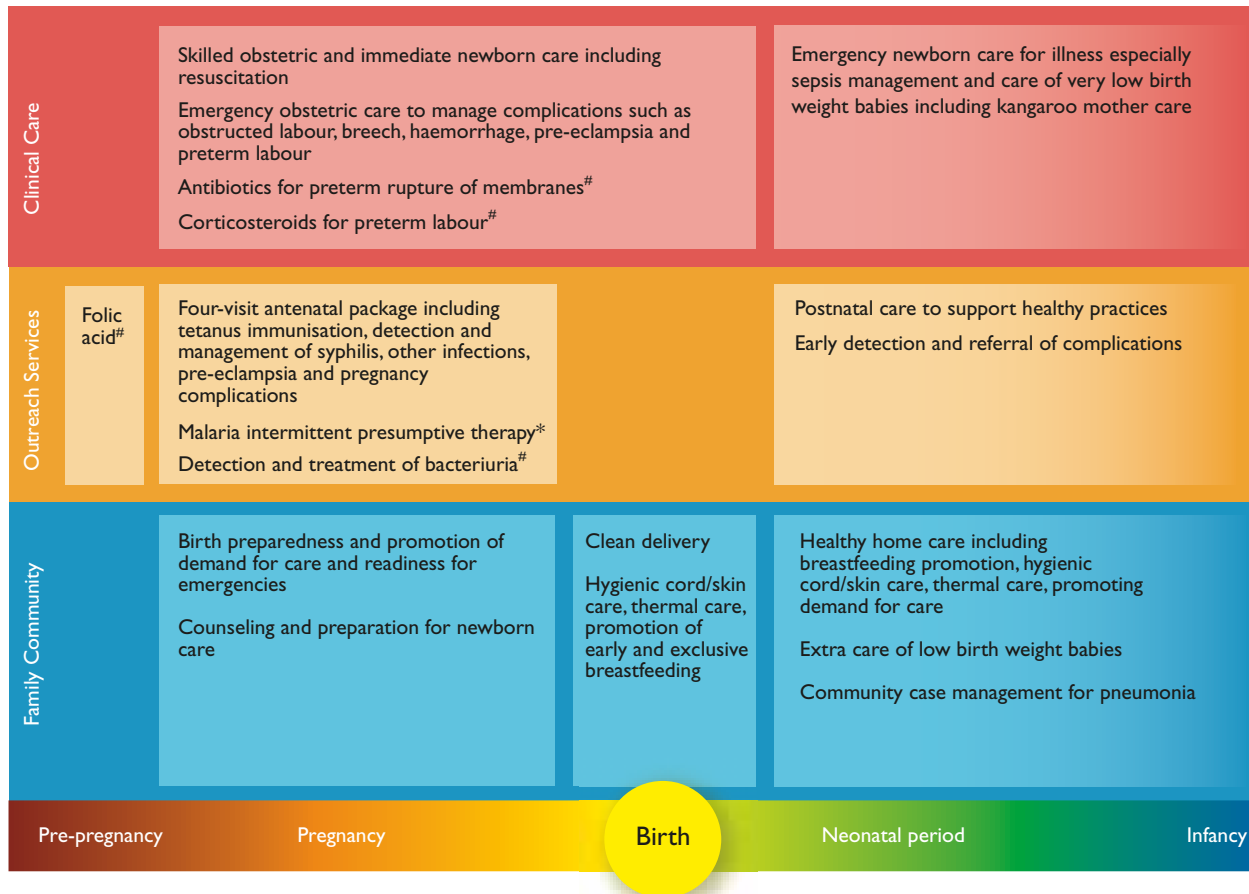 Clinical Care
Skilled obstetric and immediate newborn care including
resuscitation
Emergency obstetric care to manage complications such as
obstructed labour, breech, haemorrhage, pre-eclampsia and
preterm labour
Antibiotics for preterm rupture of membranes#
Corticosteroids for preterm labour#
Emergency newborn care for illness especially
sepsis management and care of very low birth
weight babies including kangaroo mother care
Outreach Services
Folic
acid#
Four-visit antenatal package including
tetanus immunisation, detection and
management of syphilis, other infections,
pre-eclampsia and pregnancy
complications
Malaria intermittent presumptive therapy*
Detection and treatment of bacteriuria#
Postnatal care to support healthy practices
Early detection and referral of complications
Family Community
Birth preparedness and promotion of
demand for care and readiness for
emergencies
Counseling and preparation for newborn
care
Clean delivery
Hygienic cord/skin
care, thermal care,
promotion of
early and exclusive
breastfeeding
Healthy home care including
breastfeeding promotion, hygienic
cord/skin care, thermal care, promoting
demand for care
Extra care of low birth weight babies
Community case management for pneumonia
Pre-pregnancy
Pregnancy
Birth
Neonatal period
Infancy